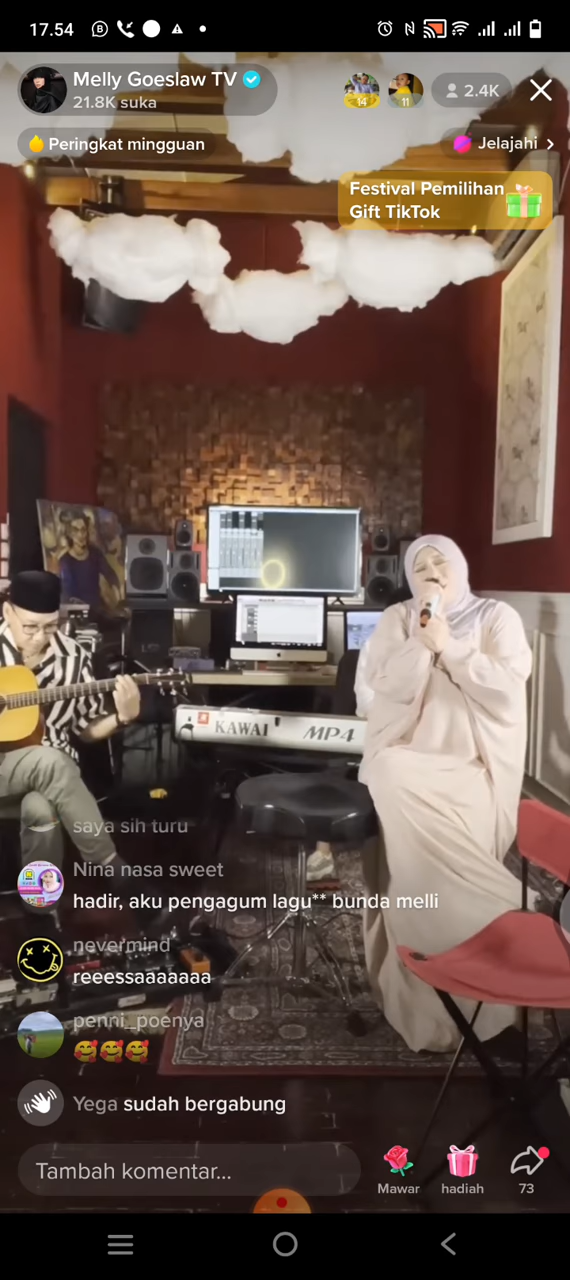 17.54
Melly Goeslaw TV
21.8K suka
14
11
2.4K
Peringkat mingguan
Jelajahi
Festival Pemilihan
Gift TikTok
KAWAI MP4
saya sih turu
Nina nasa sweet
hadir, aku pengagum lagu** bunda melli
nevermind
reeessaaaaaaa
penni_poenya
🥰🥰🥰
Yega sudah bergabung
Tambah komentar...
Mawar
hadiah
73